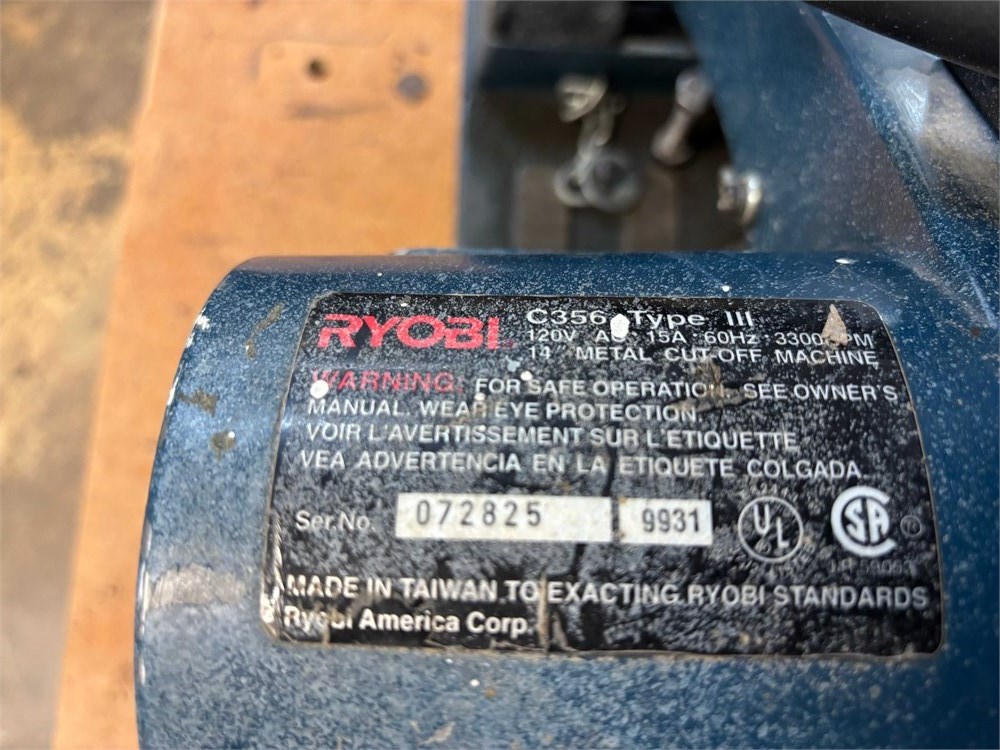 RYOBI
C356 Type III
120V AC 15A 60Hz 3300RPM
14" METAL CUT-OFF MACHINE
WARNING: FOR SAFE OPERATION, SEE OWNER'S
MANUAL. WEAR EYE PROTECTION.
VOIR L'AVERTISSEMENT SUR L'ETIQUETTE
VEA ADVERTENCIA EN LA ETIQUETE COLGADA
Ser.No. 072825 9931 UL SA ®
MADE IN TAIWAN TO EXACTING RYOBI STANDARDS
Ryobi America Corp.